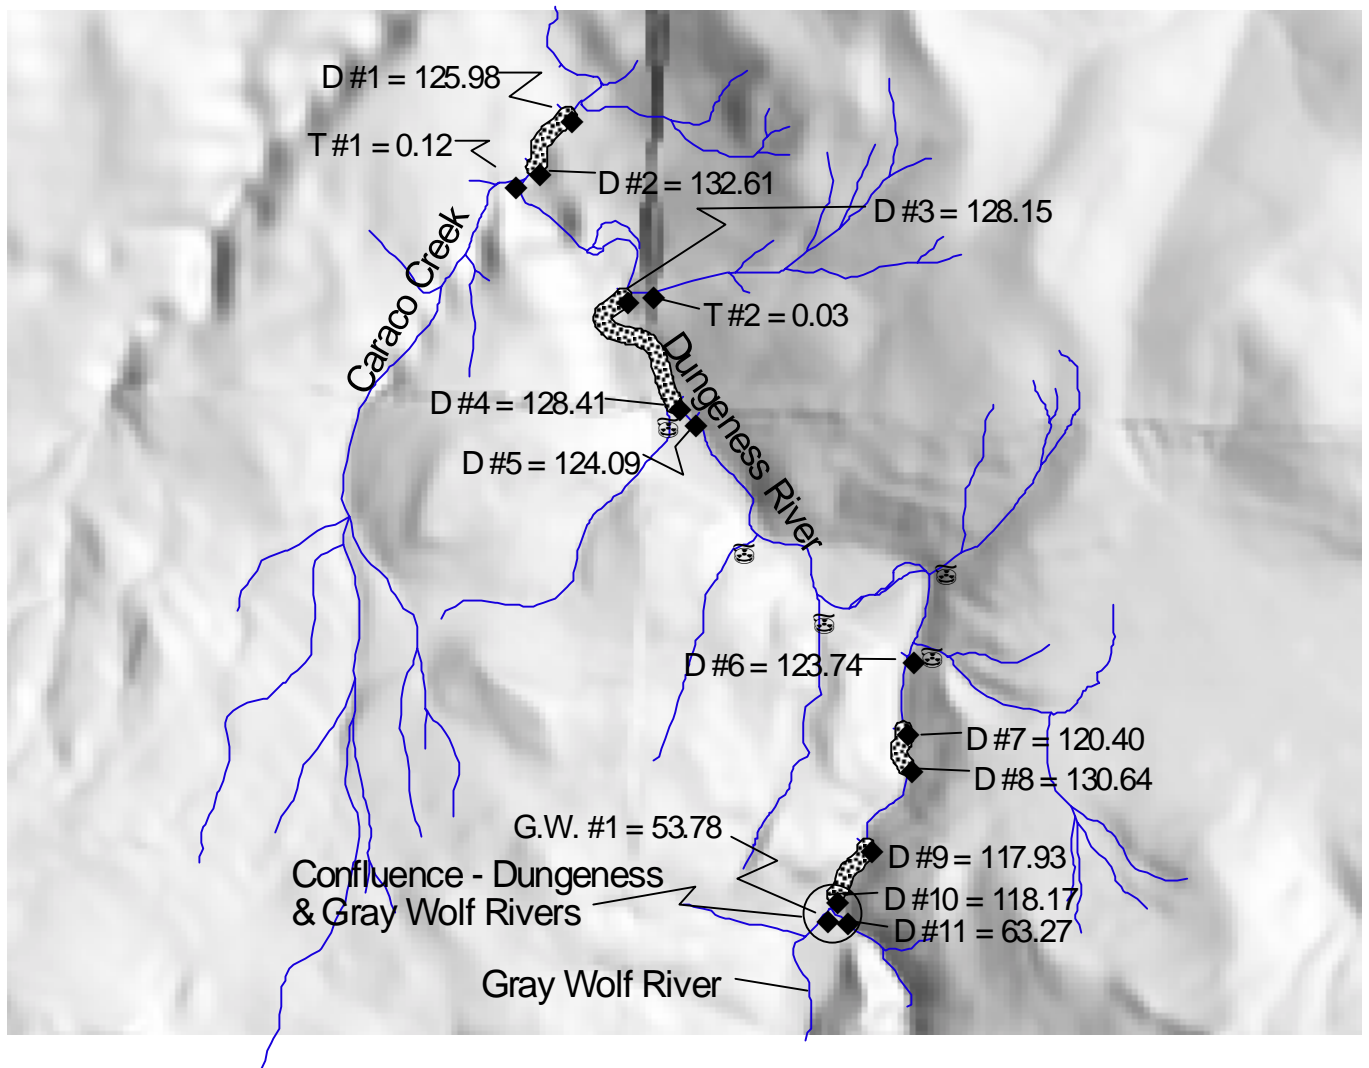 D #1 = 125.98
T #1 = 0.12
D #2 = 132.61
D #3 = 128.15
Caraco Creek
T #2 = 0.03
Dungeness River
D #4 = 128.41
D #5 = 124.09
D #6 = 123.74
D #7 = 120.40
D #8 = 130.64
G.W. #1 = 53.78
D #9 = 117.93
Confluence - Dungeness
& Gray Wolf Rivers
D #10 = 118.17
D #11 = 63.27
Gray Wolf River